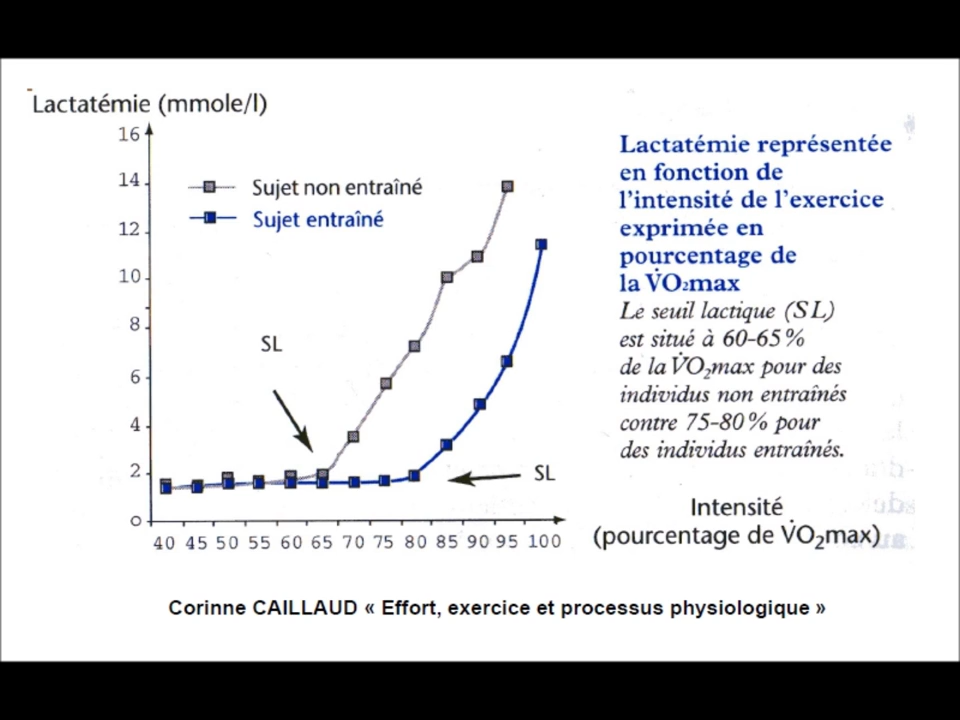 Lactatémie (mmole/l)
16
14
12
10
8
6
4
2
0
Sujet non entraîné
Sujet entraîné
SL
SL
40 45 50 55 60 65 70 75 80 85 90 95 100
Intensité
(pourcentage de V̇O₂max)
Lactatémie représentée
en fonction de
l'intensité de l'exercice
exprimée en
pourcentage de
la V̇O₂max
Le seuil lactique (SL)
est situé à 60-65 %
de la V̇O₂max pour des
individus non entraînés
contre 75-80 % pour
des individus entraînés.
Corinne CAILLAUD « Effort, exercice et processus physiologique »